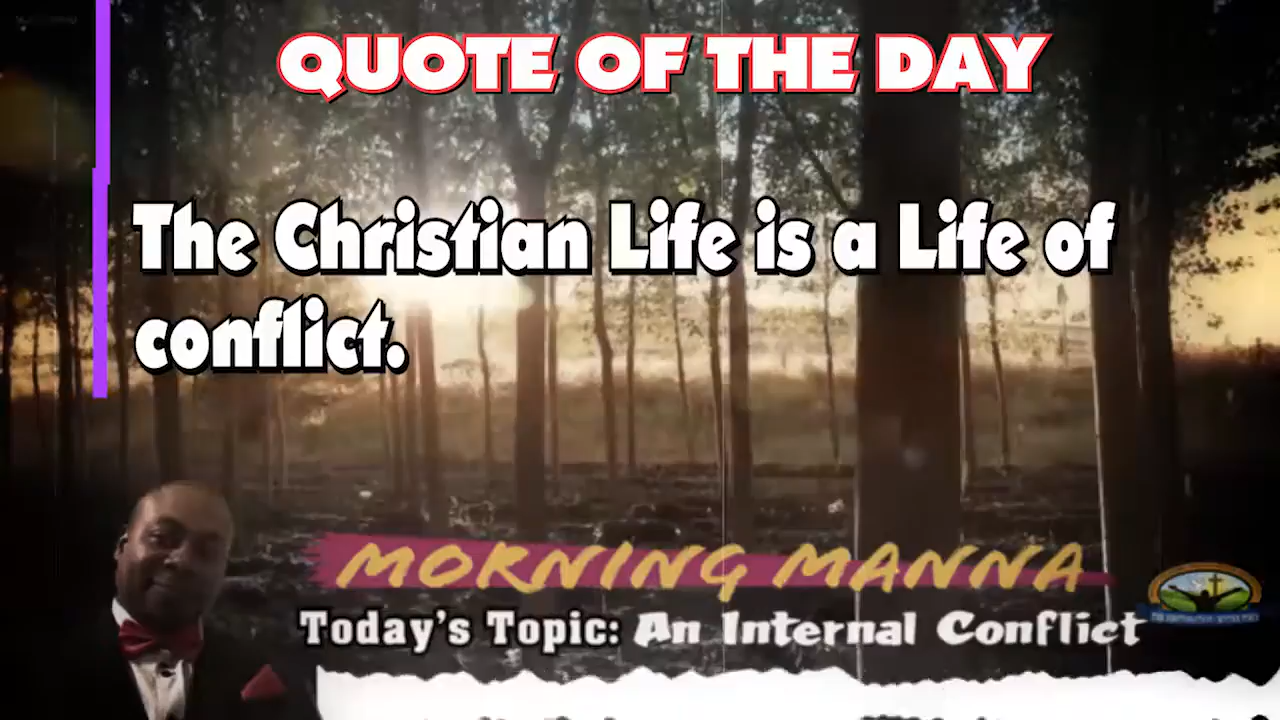 QUOTE OF THE DAY
The Christian Life is a Life of
conflict.
MORNING MANNA
Today's Topic: An Internal Conflict